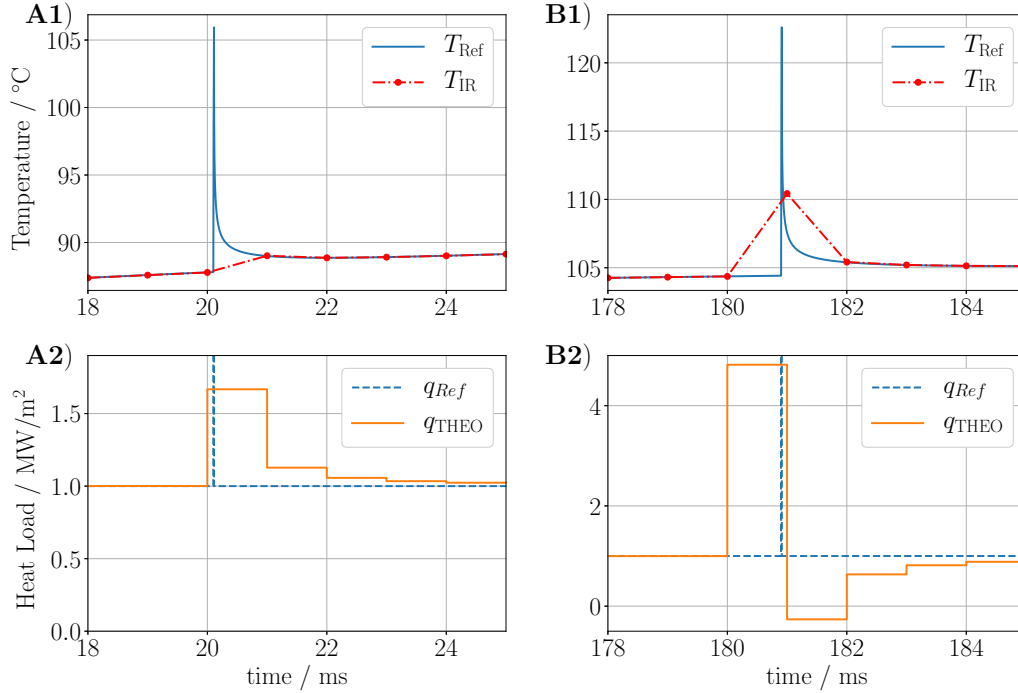 A1)
105
100
95
90
18 20 22 24
Temperature / °C
T_Ref
T_IR
B1)
120
115
110
105
178 180 182 184
T_Ref
T_IR
A2)
1.5
1.0
0.5
0.0
18 20 22 24
Heat Load / MW/m²
time / ms
q_Ref
q_THEO
B2)
4
2
0
178 180 182 184
time / ms
q_Ref
q_THEO